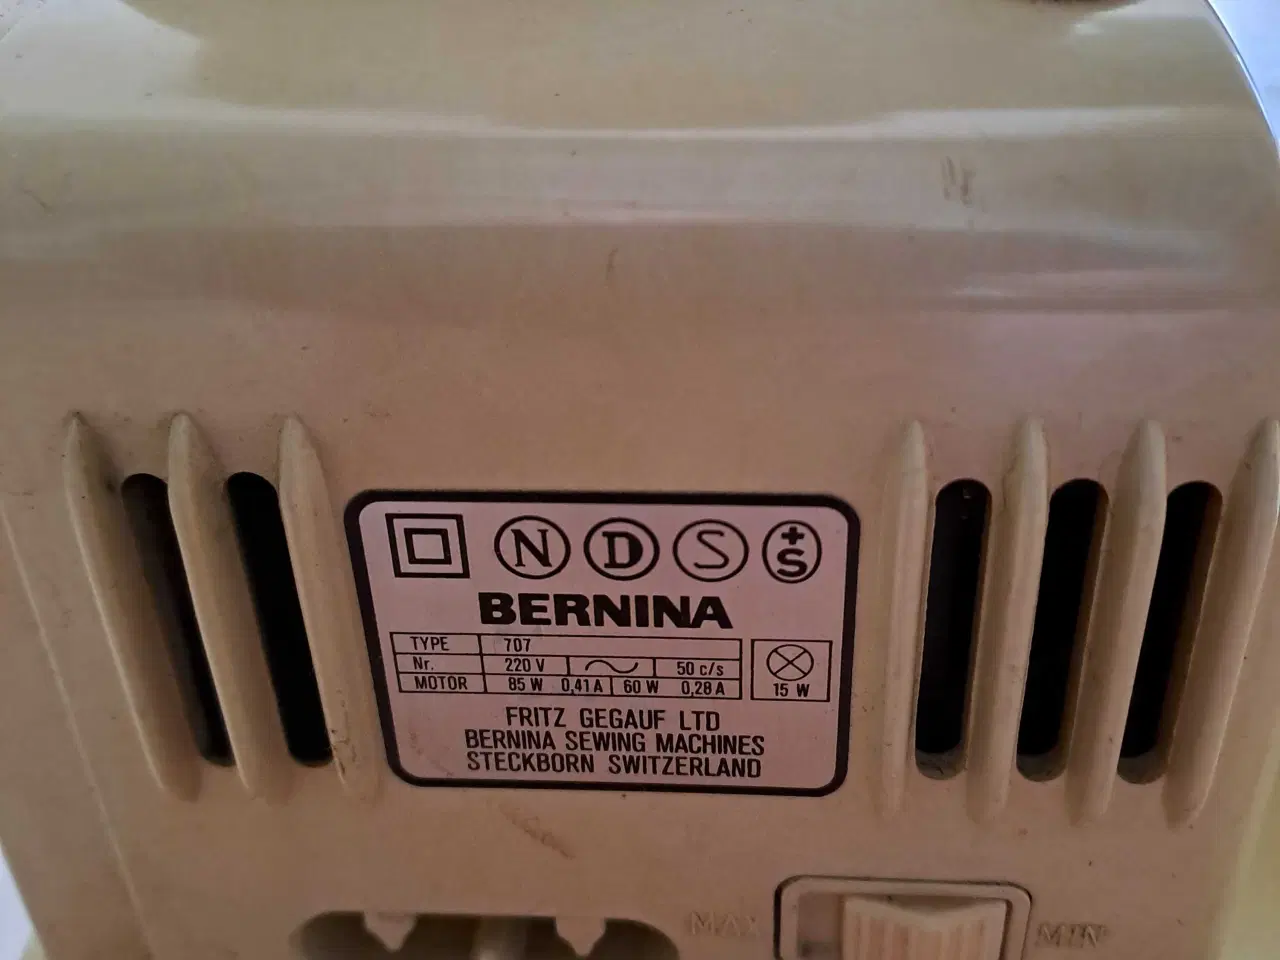 N D S +S
BERNINA
TYPE 707
Nr. 220 V 50 c/s
MOTOR 85 W 0,41 A 60 W 0,28 A
15 W
FRITZ GEGAUF LTD
BERNINA SEWING MACHINES
STECKBORN SWITZERLAND
MAX MIN